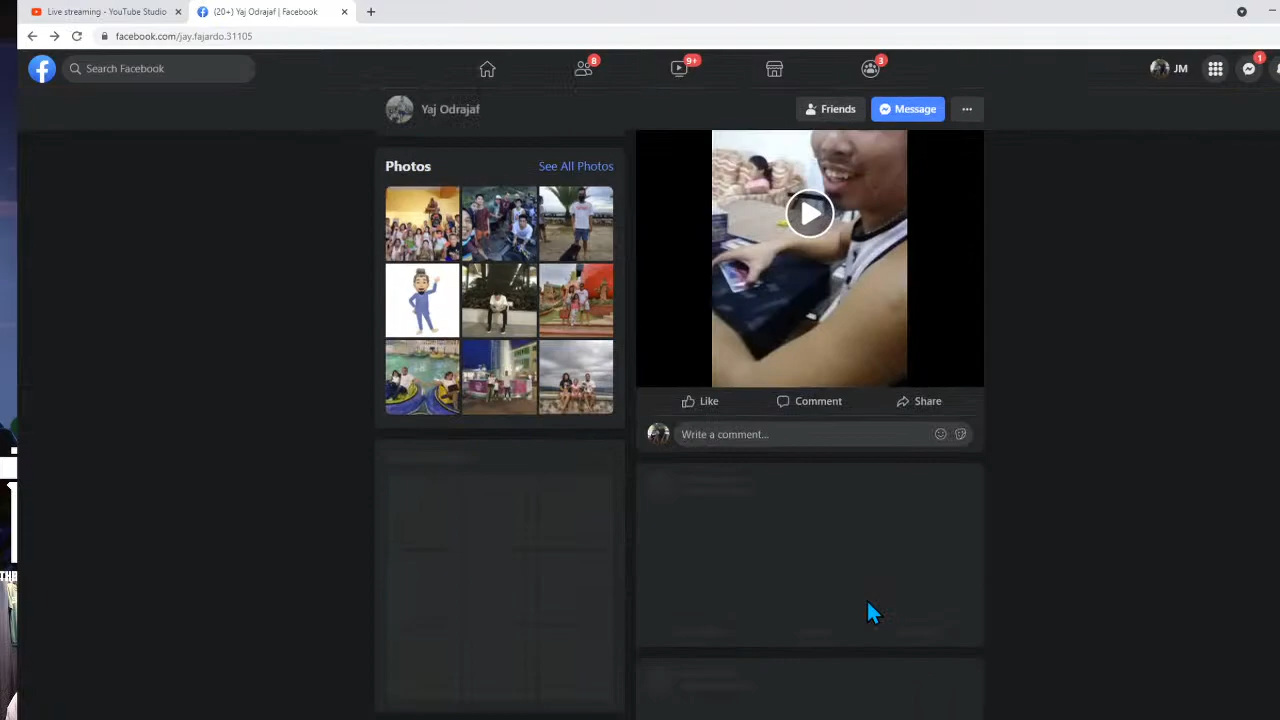 Live streaming - YouTube Studio
(20+) Yaj Odrajaf | Facebook
facebook.com/jay.fajardo.31105
Search Facebook
8
9+
3
JM
1
Yaj Odrajaf
Friends
Message
Photos
See All Photos
Like
Comment
Share
Write a comment...